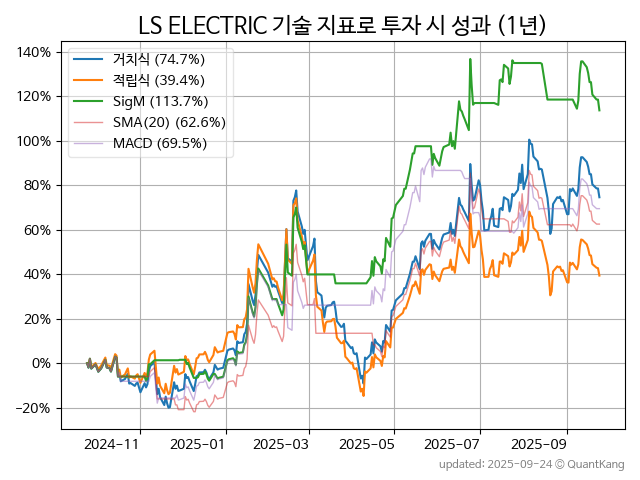 LS ELECTRIC 기술 지표로 투자 시 성과 (1년)
거치식 (74.7%)
적립식 (39.4%)
SigM (113.7%)
SMA(20) (62.6%)
MACD (69.5%)
140%
120%
100%
80%
60%
40%
20%
0%
−20%
2024-11 2025-01 2025-03 2025-05 2025-07 2025-09
updated: 2025-09-24 © QuantKang